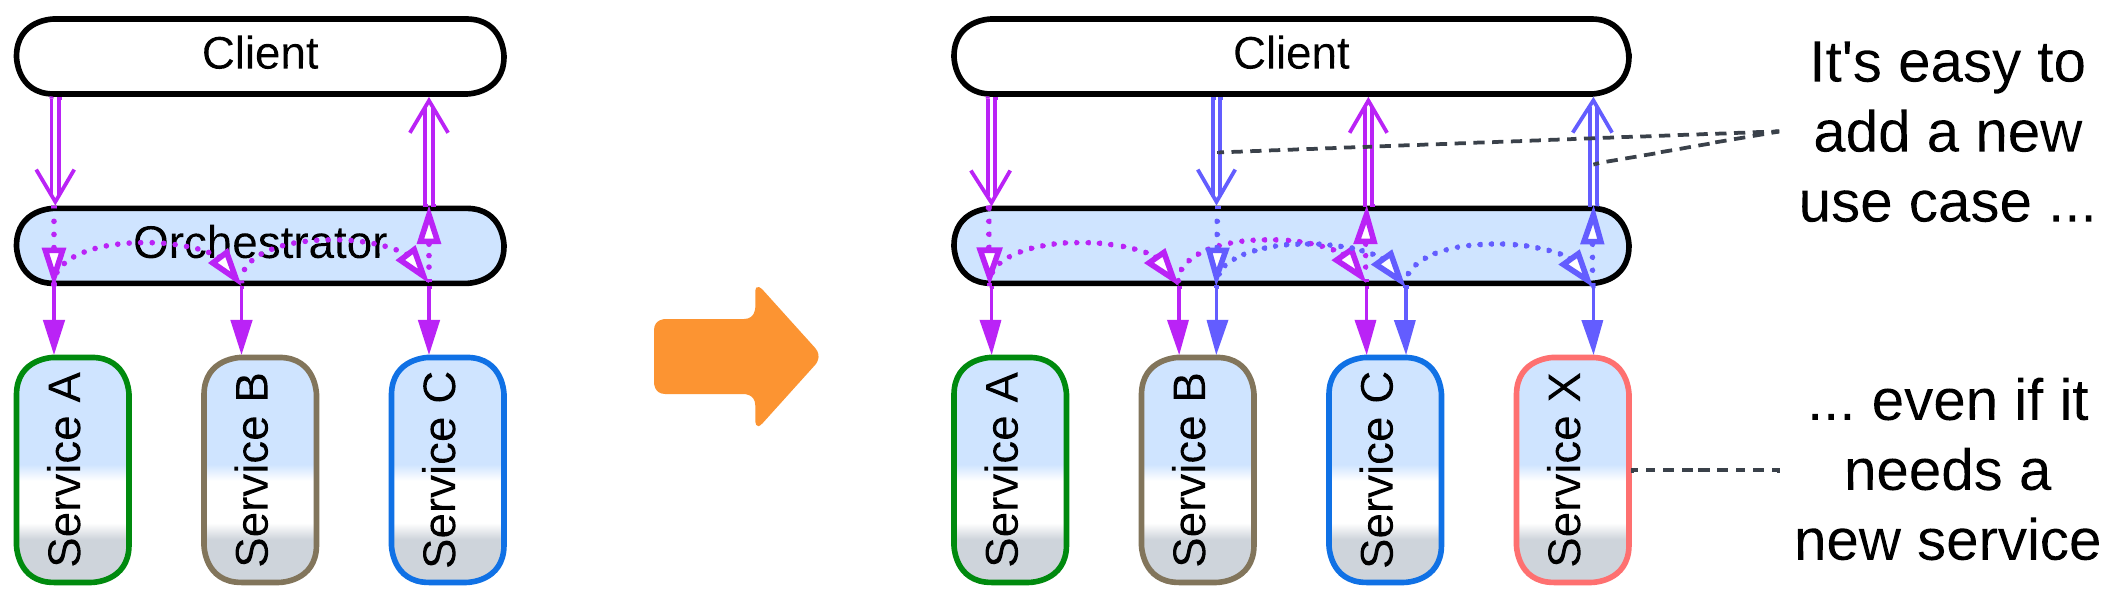 Client
Orchestrator
Service A
Service B
Service C
Client
Service A
Service B
Service C
Service X
It's easy to
add a new
use case ...
... even if it
needs a
new service